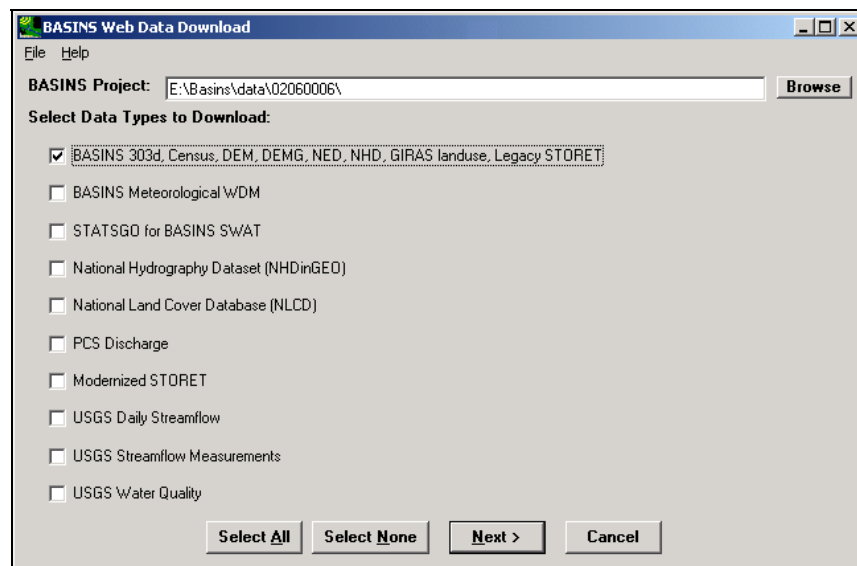 BASINS Web Data Download
File Help
BASINS Project: E:\Basins\data\02060006\ Browse
Select Data Types to Download:
BASINS 303d, Census, DEM, DEMG, NED, NHD, GIRAS landuse, Legacy STORET
BASINS Meteorological WDM
STATSGO for BASINS SWAT
National Hydrography Dataset (NHDinGEO)
National Land Cover Database (NLCD)
PCS Discharge
Modernized STORET
USGS Daily Streamflow
USGS Streamflow Measurements
USGS Water Quality
Select All Select None Next > Cancel